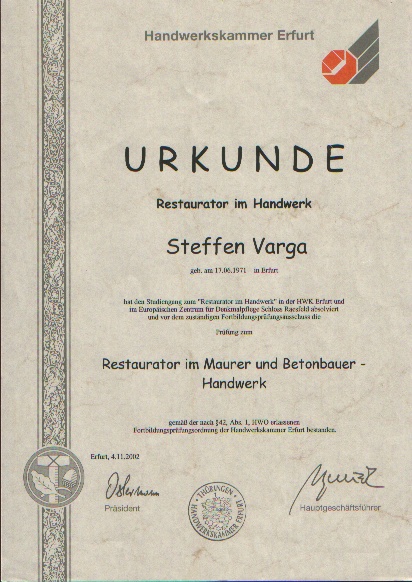 Handwerkskammer Erfurt
URKUNDE
Restaurator im Handwerk
Steffen Varga
geb. am 17.06.1971 in Erfurt
hat den Studiengang zum "Restaurator im Handwerk" in der HWK Erfurt und
im Europäischen Zentrum für Denkmalpflege Schloss Raesfeld absolviert
und vor dem zuständigen Fortbildungsprüfungsausschuss die
Prüfung zum
Restaurator im Maurer und Betonbauer -
Handwerk
gemäß der nach §42, Abs. 1, HWO erlassenen
Fortbildungsprüfungsordnung der Handwerkskammer Erfurt bestanden.
Erfurt, 4.11.2002
Präsident
THÜRINGEN
HANDWERKSKAMMER ERFURT
Hauptgeschäftsführer